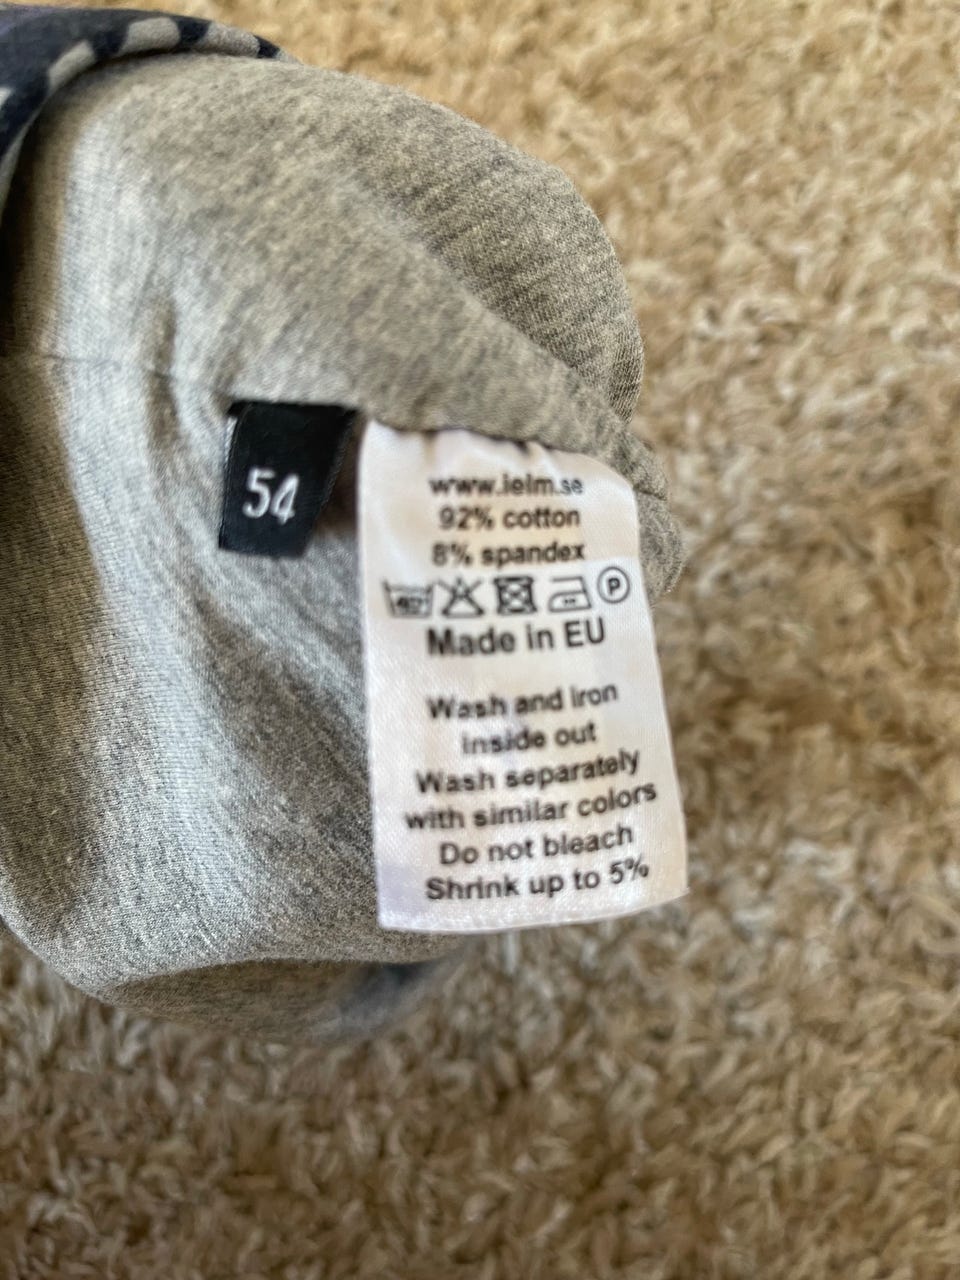 54
www.ielm.se
92% cotton
8% spandex
40° P
Made in EU
Wash and iron
inside out
Wash separately
with similar colors
Do not bleach
Shrink up to 5%